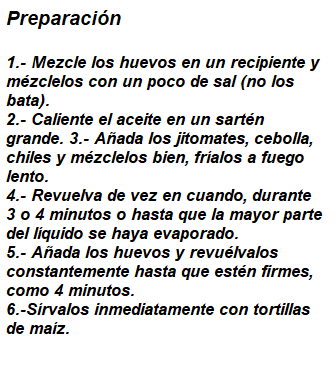 Preparación
1.- Mezcle los huevos en un recipiente y
mézclelos con un poco de sal (no los
bata).
2.- Caliente el aceite en un sartén
grande. 3.- Añada los jitomates, cebolla,
chiles y mézclelos bien, fríalos a fuego
lento.
4.- Revuelva de vez en cuando, durante
3 o 4 minutos o hasta que la mayor parte
del líquido se haya evaporado.
5.- Añada los huevos y revuélvalos
constantemente hasta que estén firmes,
como 4 minutos.
6.-Sírvalos inmediatamente con tortillas
de maíz.